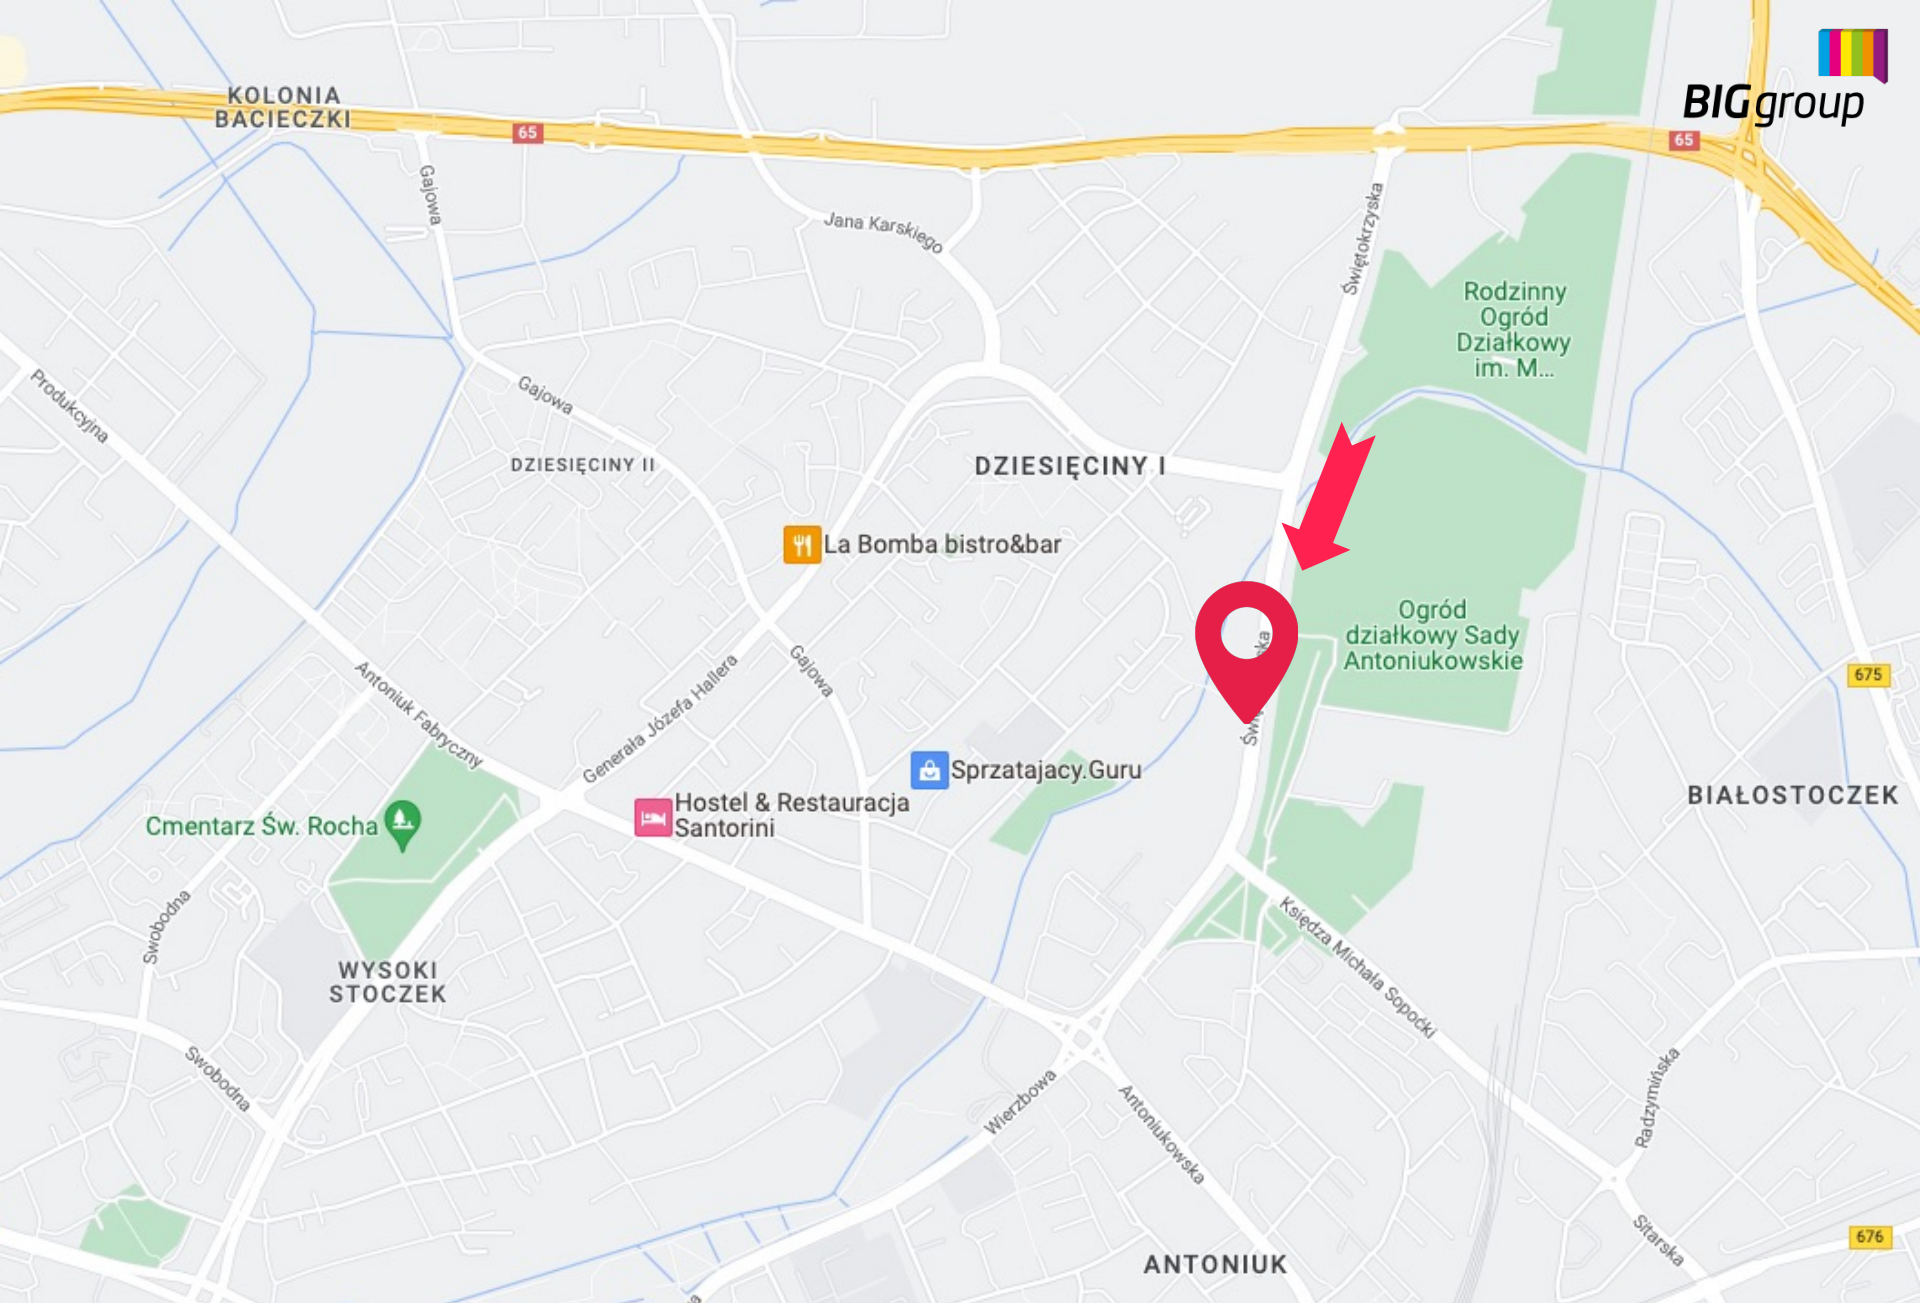 KOLONIA
BACIECZKI
65
65
BIGgroup
Gajowa
Jana Karskiego
Świętokrzyska
Rodzinny
Ogród
Działkowy
im. M...
Produkcyjna
Gajowa
DZIESIĘCINY II
DZIESIĘCINY I
La Bomba bistro&bar
Ogród
działkowy Sady
Antoniukowskie
675
Antoniuk Fabryczny
Generała Józefa Hallera
Gajowa
Sprzatajacy.Guru
Hostel & Restauracja
Santorini
Cmentarz Św. Rocha
BIAŁOSTOCZEK
Swobodna
Księdza Michała Sopoćki
WYSOKI
STOCZEK
Swobodna
Wierzbowa
Antoniukowska
Radzymińska
Sitarska
676
ANTONIUK